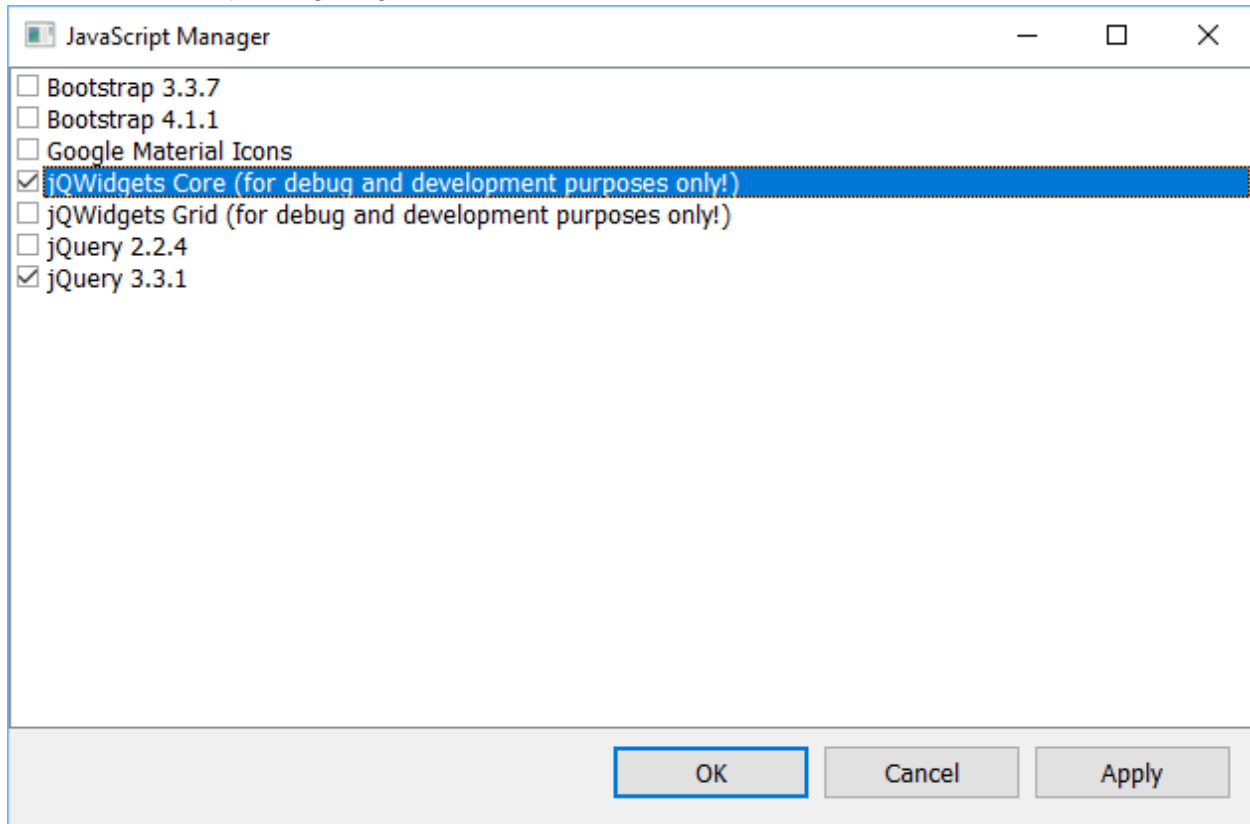 JavaScript Manager
Bootstrap 3.3.7
Bootstrap 4.1.1
Google Material Icons
jQWidgets Core (for debug and development purposes only!)
jQWidgets Grid (for debug and development purposes only!)
jQuery 2.2.4
jQuery 3.3.1
OK Cancel Apply